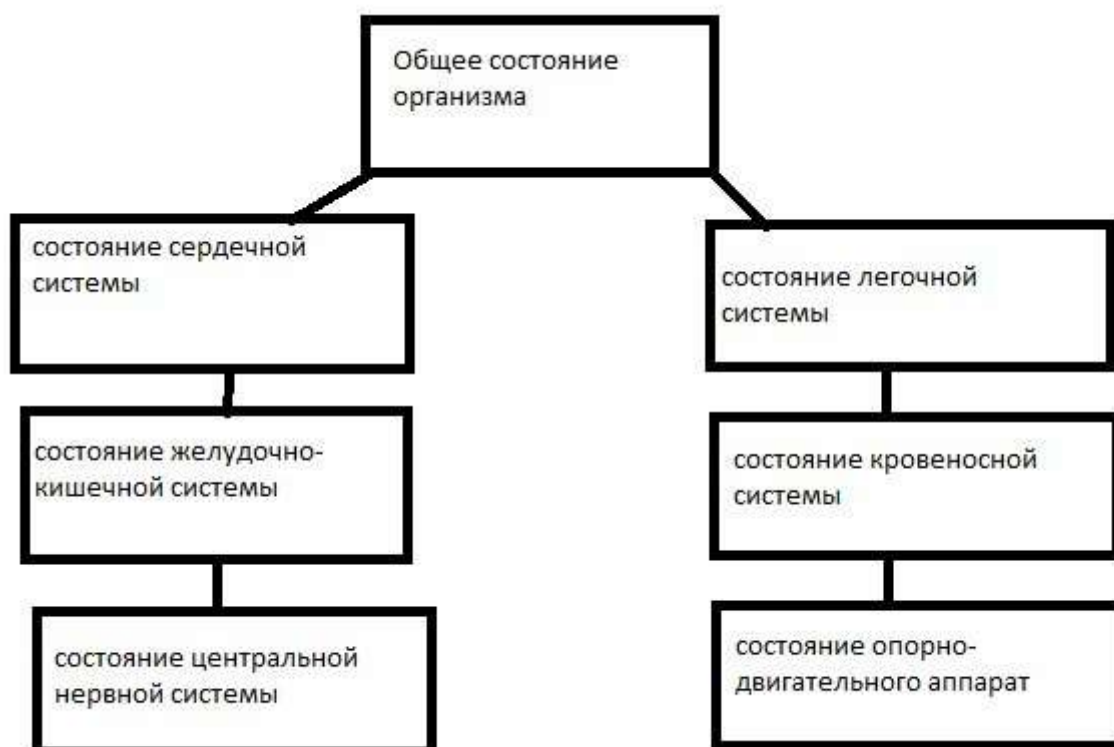 Общее состояние
организма
состояние сердечной
системы
состояние легочной
системы
состояние желудочно-
кишечной системы
состояние кровеносной
системы
состояние центральной
нервной системы
состояние опорно-
двигательного аппарат